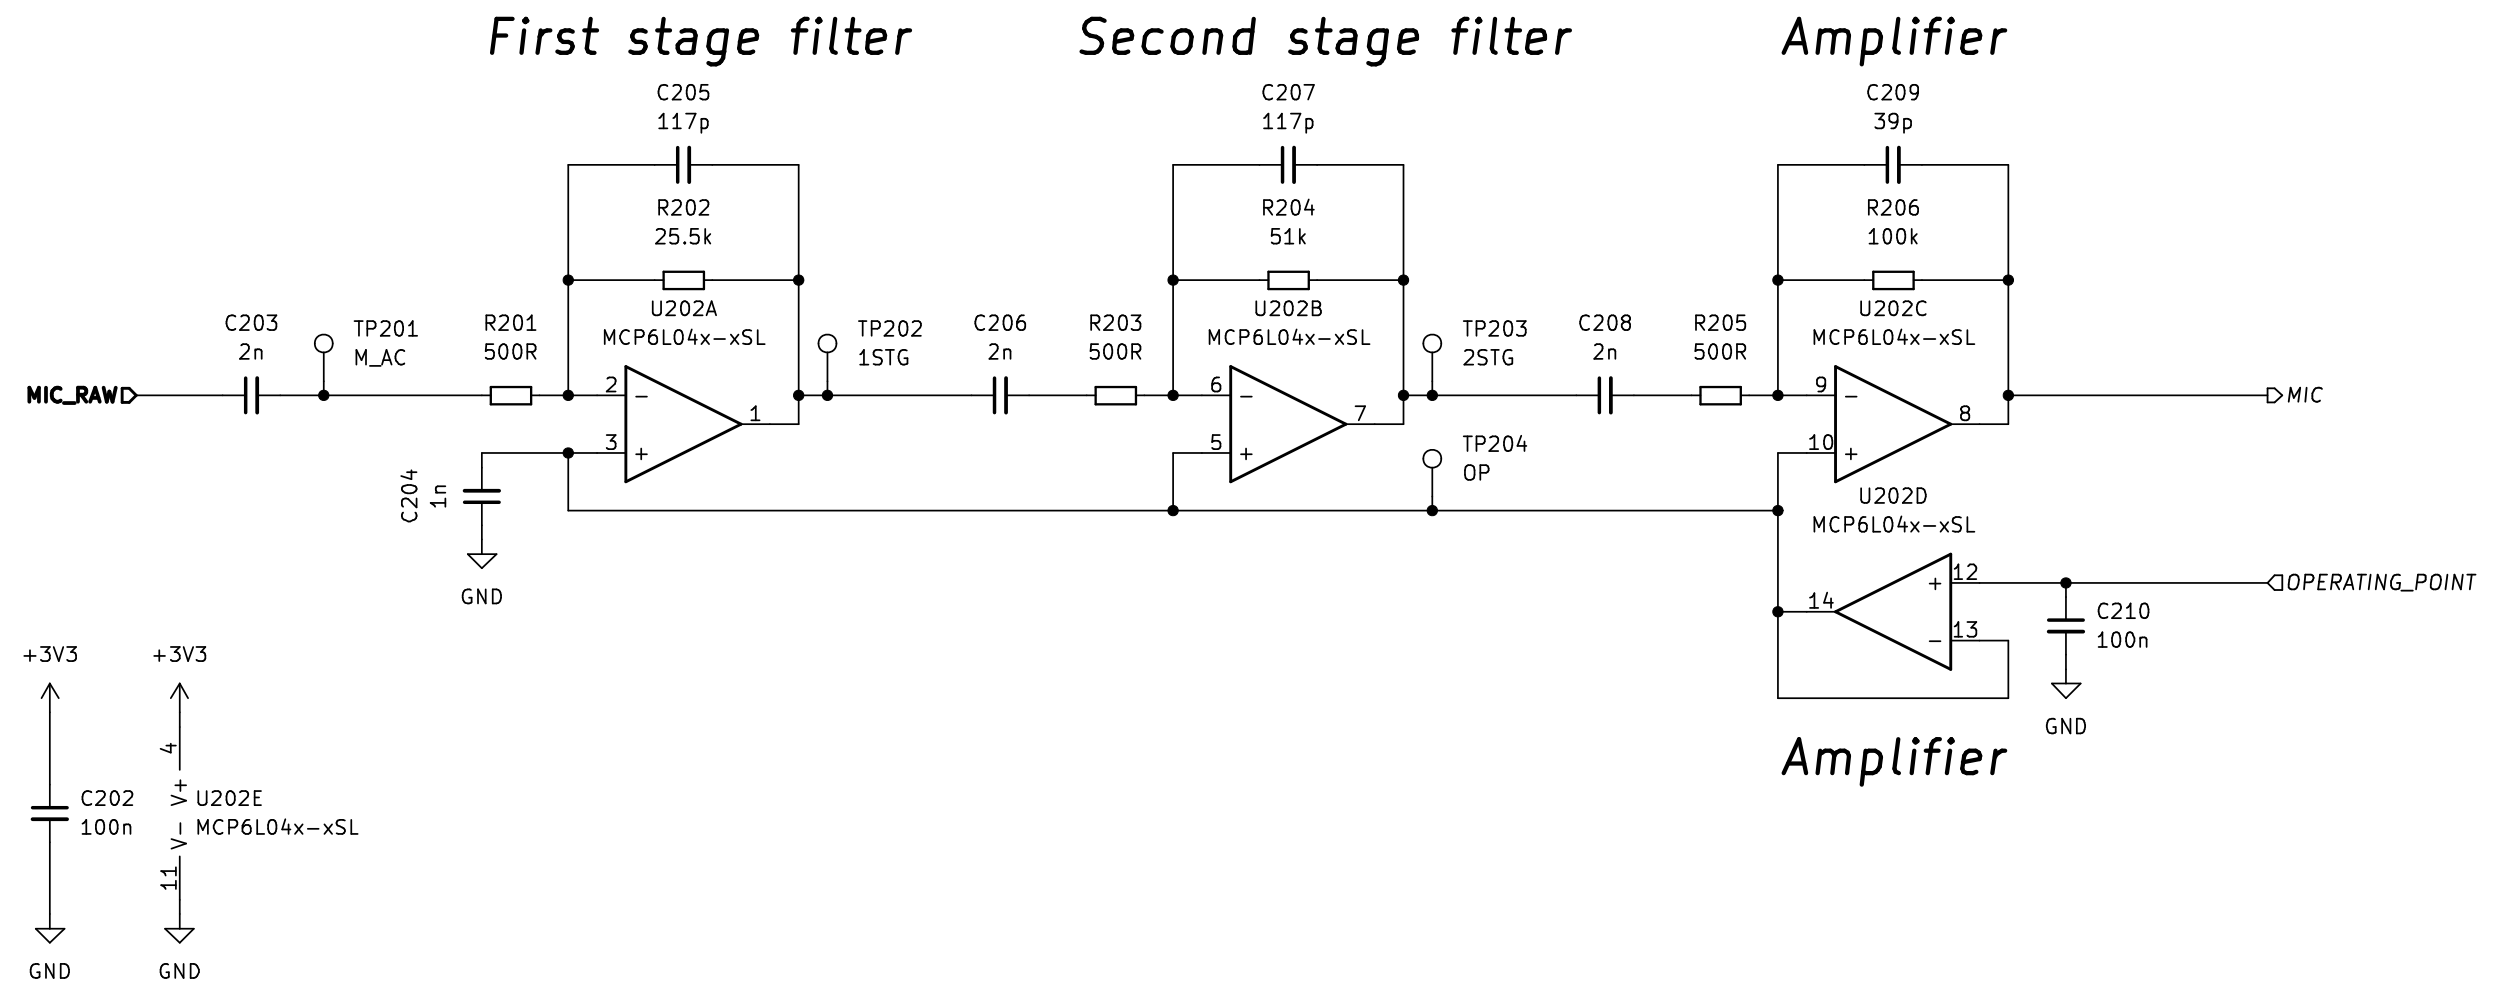 First stage filter
Second stage filter
Amplifier
C205
117p
C207
117p
C209
39p
R202
25.5k
R204
51k
R206
100k
U202A
MCP6L04x-xSL
U202B
MCP6L04x-xSL
U202C
MCP6L04x-xSL
C203
2n
TP201
M_AC
R201
500R
TP202
1STG
C206
2n
R203
500R
TP203
2STG
C208
2n
R205
500R
MIC_RAW
2
-
1
3
+
6
-
7
5
+
9
-
8
10
+
MIC
TP204
OP
C204
1n
GND
U202D
MCP6L04x-xSL
12
+
14
13
-
OPERATING_POINT
C210
100n
GND
+3V3
+3V3
4
V+
V-
11
C202
100n
U202E
MCP6L04x-xSL
Amplifier
GND
GND